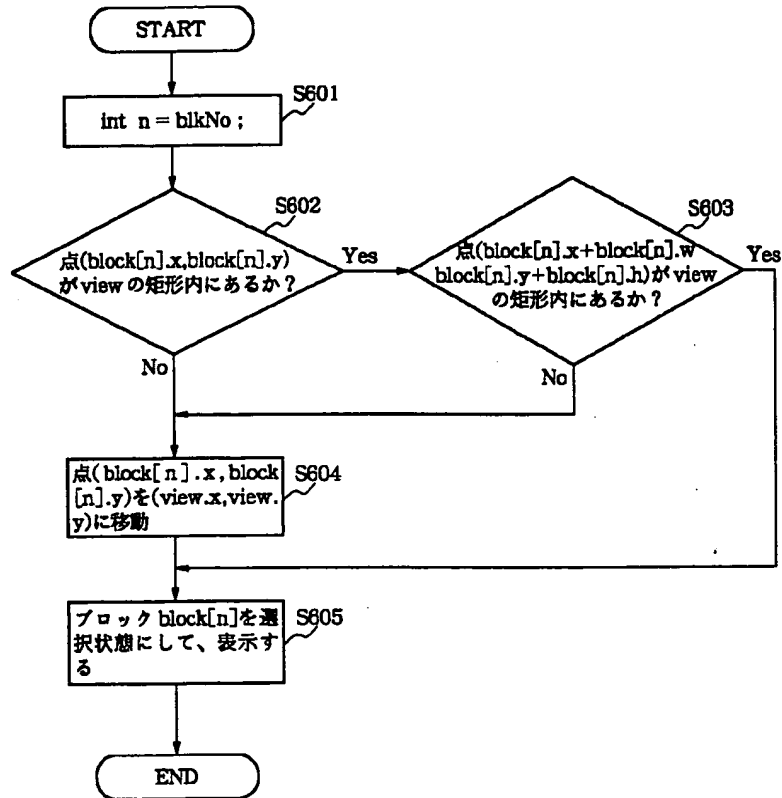 START
S601
int n = blkNo ;
S602
点(block[n].x,block[n].y)
がviewの矩形内にあるか？
Yes
No
S603
点(block[n].x+block[n].w
block[n].y+block[n].h)がview
の矩形内にあるか？
Yes
No
S604
点(block[n].x,block
[n].y)を(view.x,view.
y)に移動
S605
ブロックblock[n]を選
択状態にして、表示す
る
END